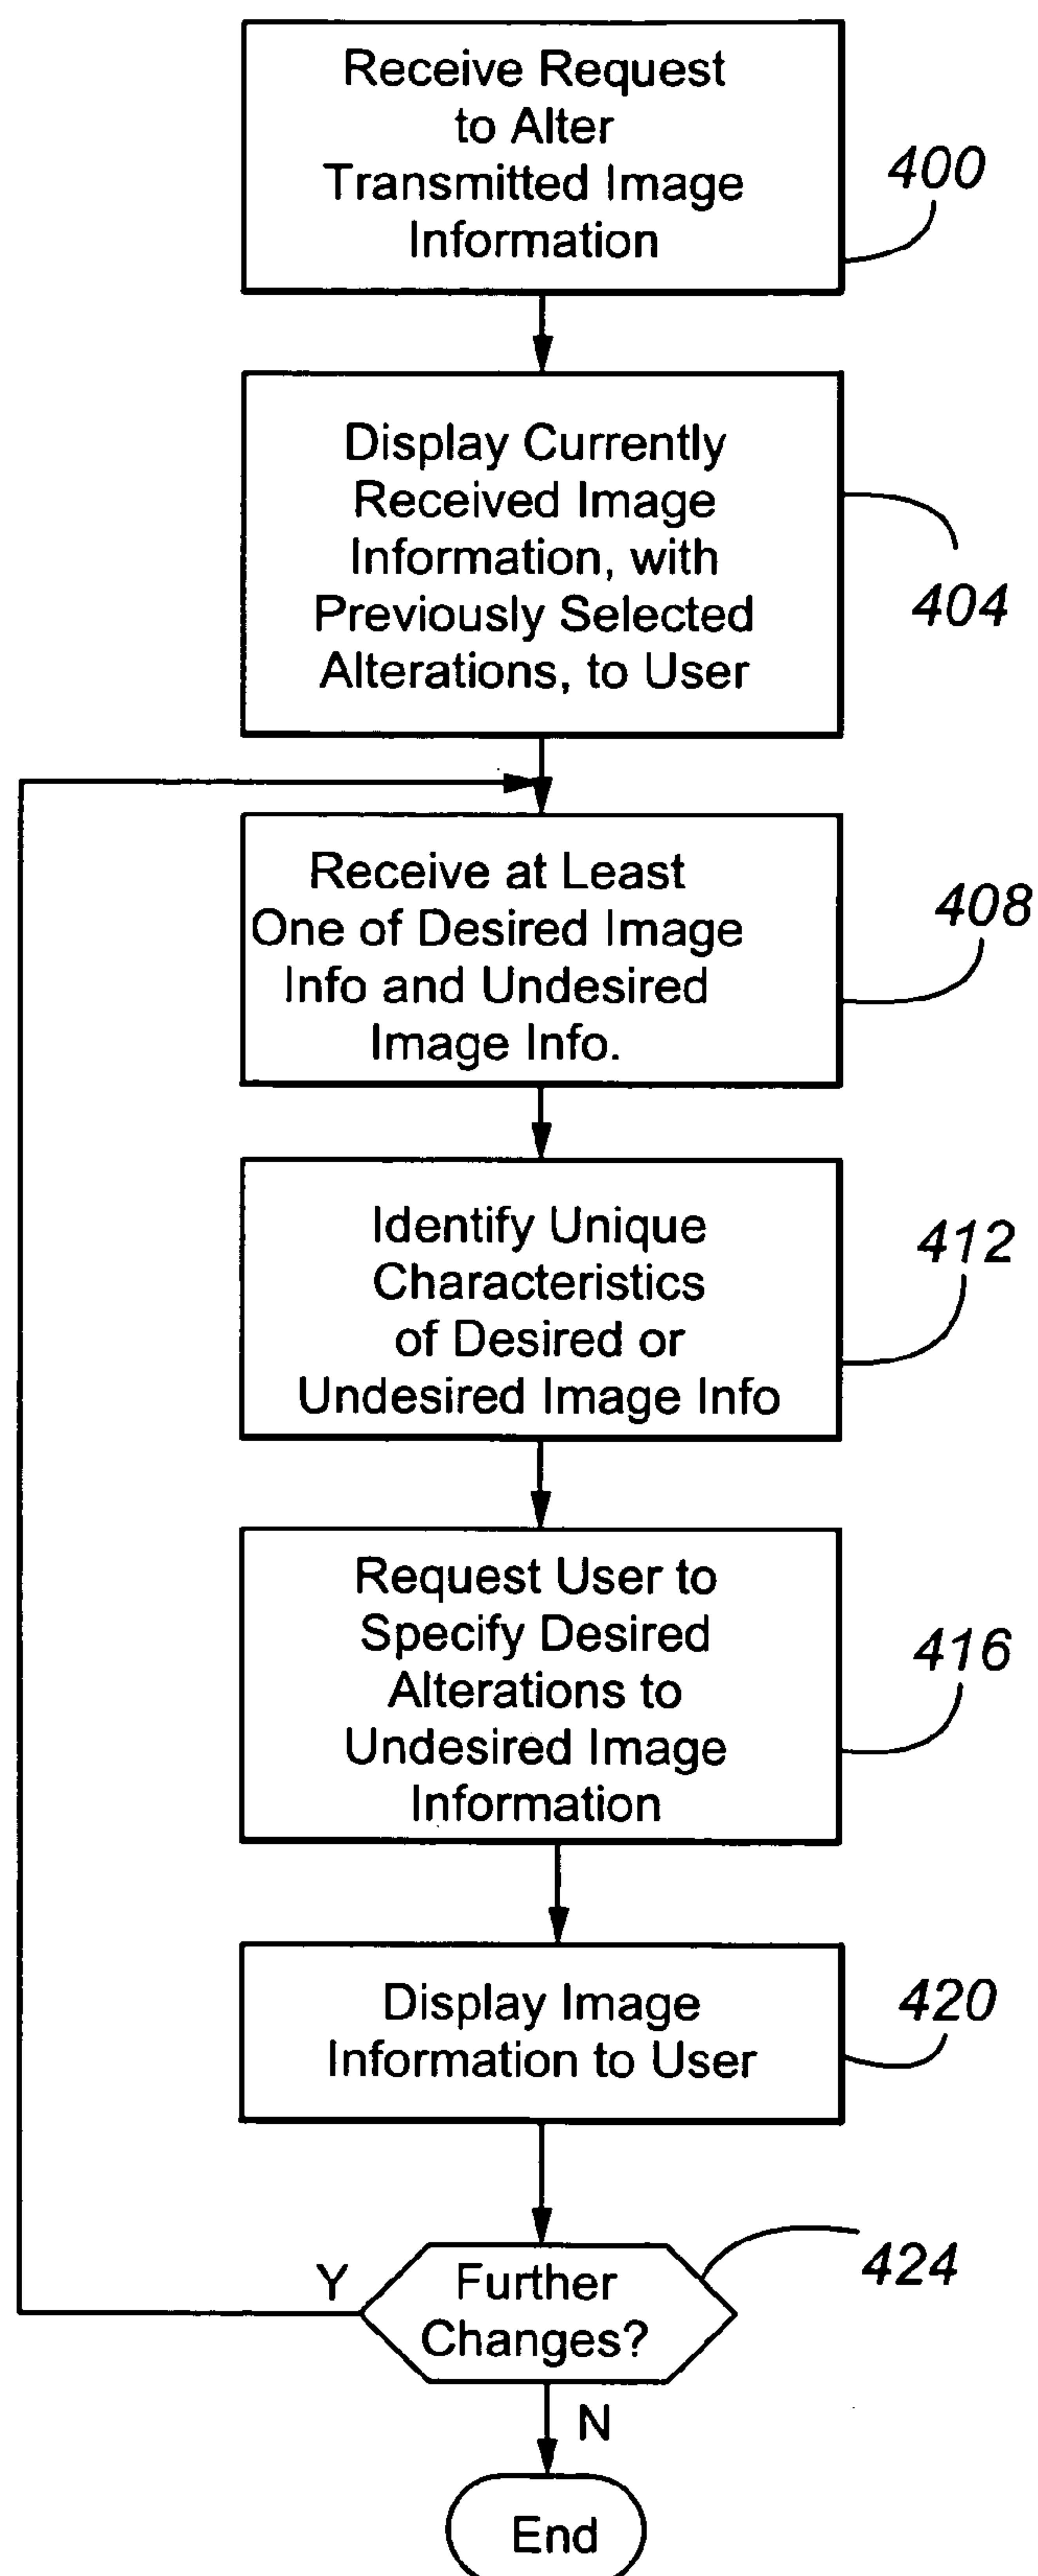 Receive Request
to Alter
Transmitted Image
Information
400
Display Currently
Received Image
Information, with
Previously Selected
Alterations, to User
404
Receive at Least
One of Desired Image
Info and Undesired
Image Info.
408
Identify Unique
Characteristics
of Desired or
Undesired Image Info
412
Request User to
Specify Desired
Alterations to
Undesired Image
Information
416
Display Image
Information to User
420
Y
Further
Changes?
424
N
End